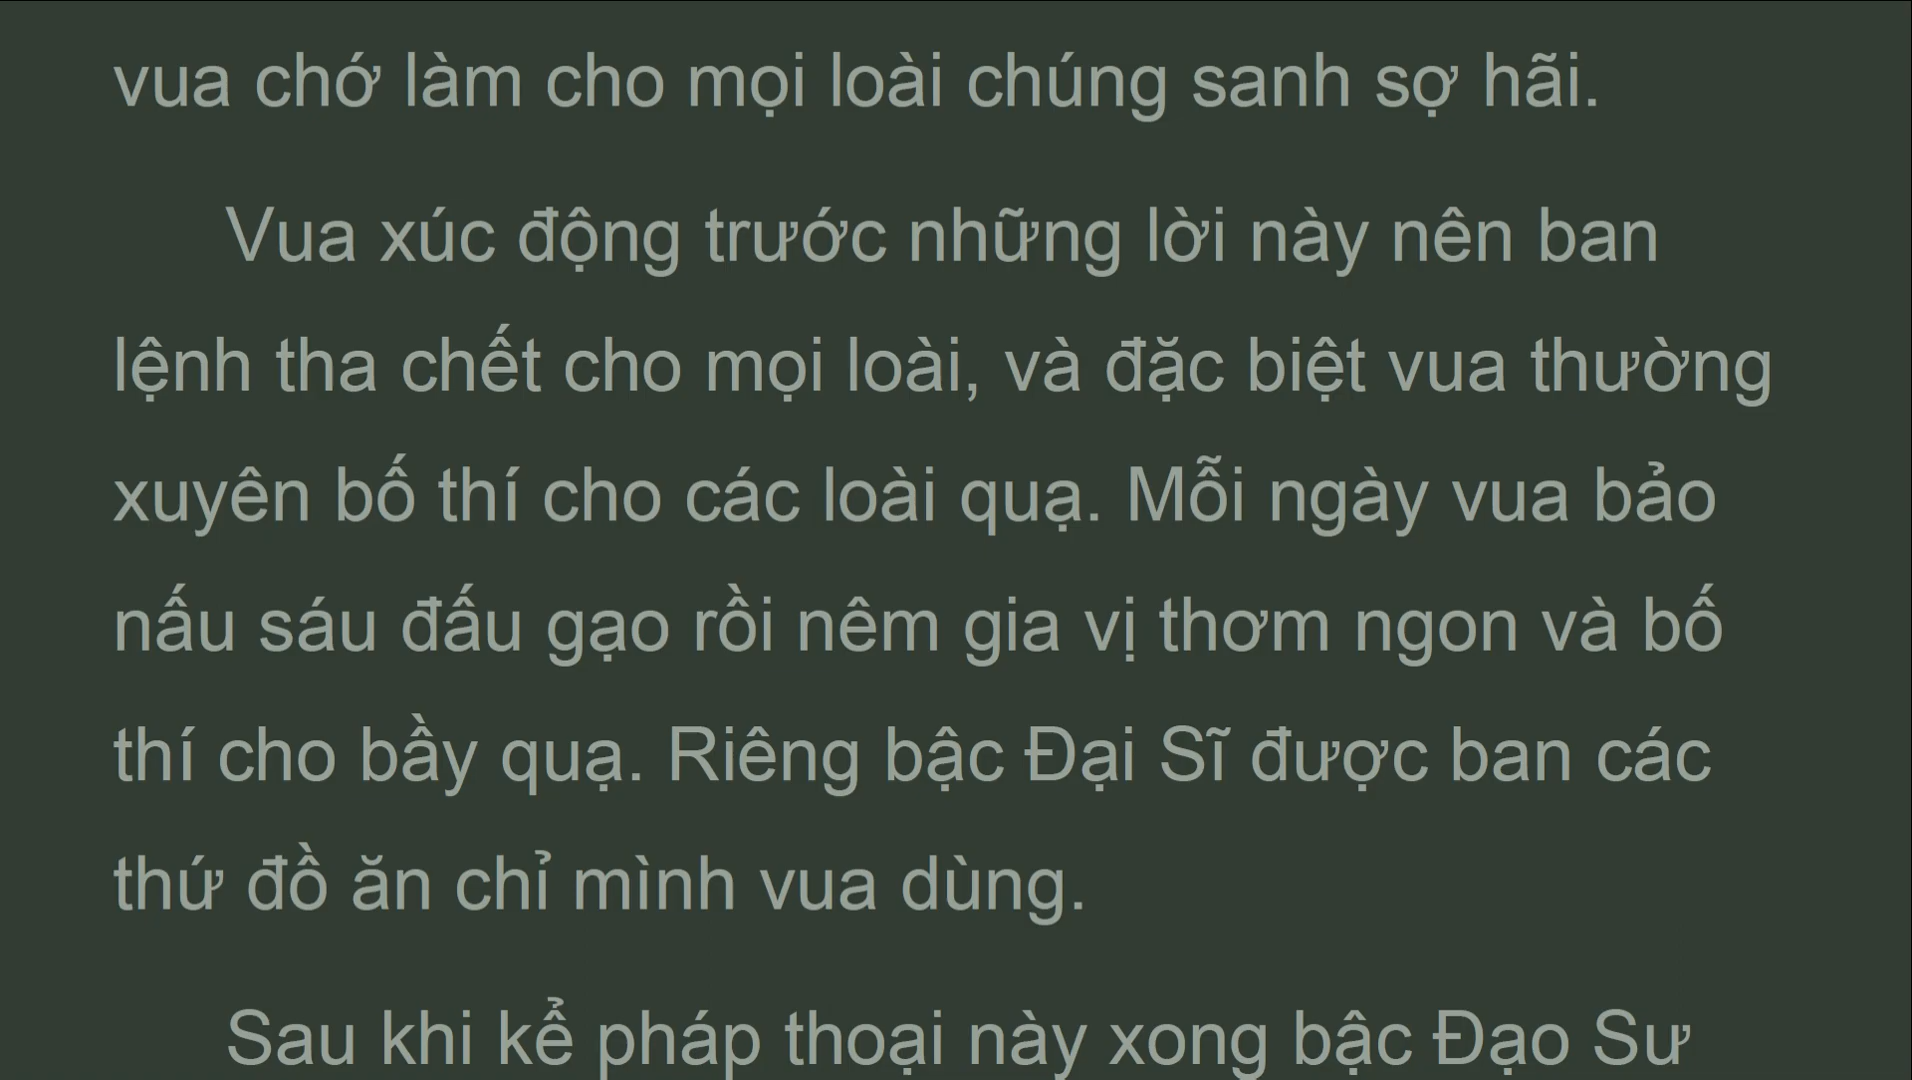 vua chớ làm cho mọi loài chúng sanh sợ hãi.
Vua xúc động trước những lời này nên ban
lệnh tha chết cho mọi loài, và đặc biệt vua thường
xuyên bố thí cho các loài quạ. Mỗi ngày vua bảo
nấu sáu đấu gạo rồi nêm gia vị thơm ngon và bố
thí cho bầy quạ. Riêng bậc Đại Sĩ được ban các
thứ đồ ăn chỉ mình vua dùng.
Sau khi kể pháp thoại này xong bậc Đạo Sư